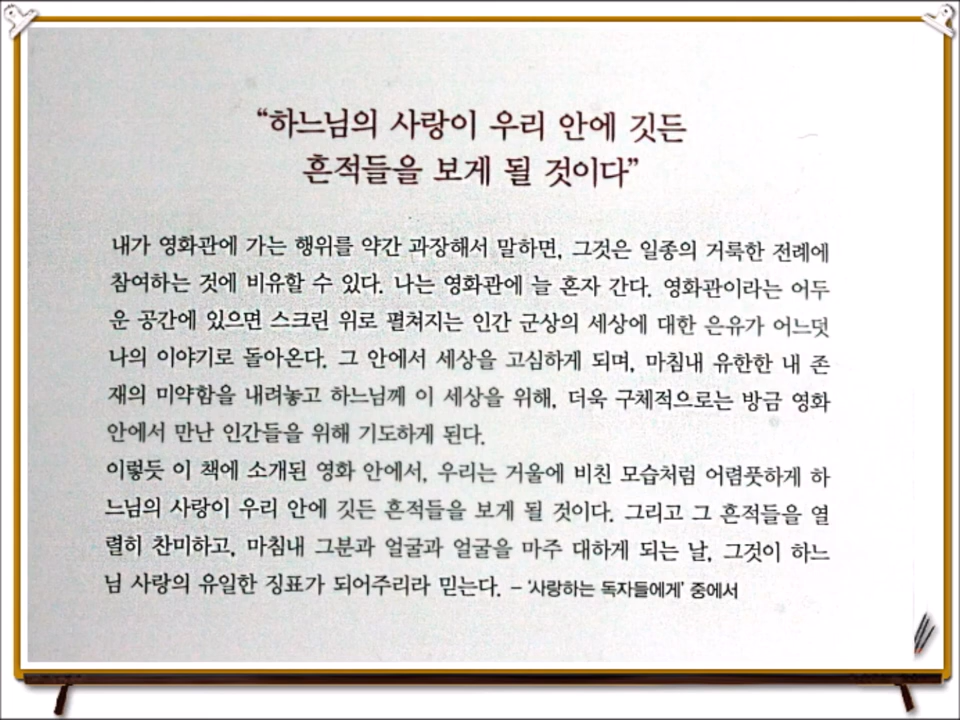 “하느님의 사랑이 우리 안에 깃든
흔적들을 보게 될 것이다”
내가 영화관에 가는 행위를 약간 과장해서 말하면, 그것은 일종의 거룩한 전례에
참여하는 것에 비유할 수 있다. 나는 영화관에 늘 혼자 간다. 영화관이라는 어두
운 공간에 있으면 스크린 위로 펼쳐지는 인간 군상의 세상에 대한 은유가 어느덧
나의 이야기로 돌아온다. 그 안에서 세상을 고심하게 되며, 마침내 유한한 내 존
재의 미약함을 내려놓고 하느님께 이 세상을 위해, 더욱 구체적으로는 방금 영화
안에서 만난 인간들을 위해 기도하게 된다.
이렇듯 이 책에 소개된 영화 안에서, 우리는 거울에 비친 모습처럼 어렴풋하게 하
느님의 사랑이 우리 안에 깃든 흔적들을 보게 될 것이다. 그리고 그 흔적들을 열
렬히 찬미하고, 마침내 그분과 얼굴과 얼굴을 마주 대하게 되는 날, 그것이 하느
님 사랑의 유일한 징표가 되어주리라 믿는다. – ‘사랑하는 독자들에게’ 중에서